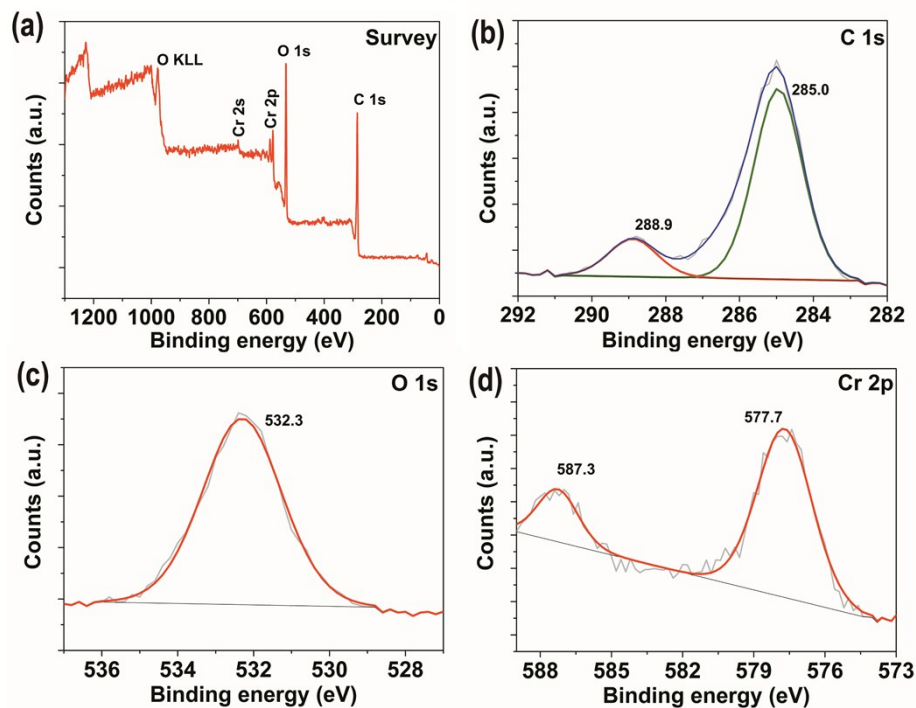 (a)
Survey
O KLL
Cr 2s
Cr 2p
O 1s
C 1s
Counts (a.u.)
1200 1000 800 600 400 200 0
Binding energy (eV)
(b)
C 1s
285.0
288.9
Counts (a.u.)
292 290 288 286 284 282
Binding energy (eV)
(c)
O 1s
532.3
Counts (a.u.)
536 534 532 530 528
Binding energy (eV)
(d)
Cr 2p
577.7
587.3
Counts (a.u.)
588 585 582 579 576 573
Binding energy (eV)